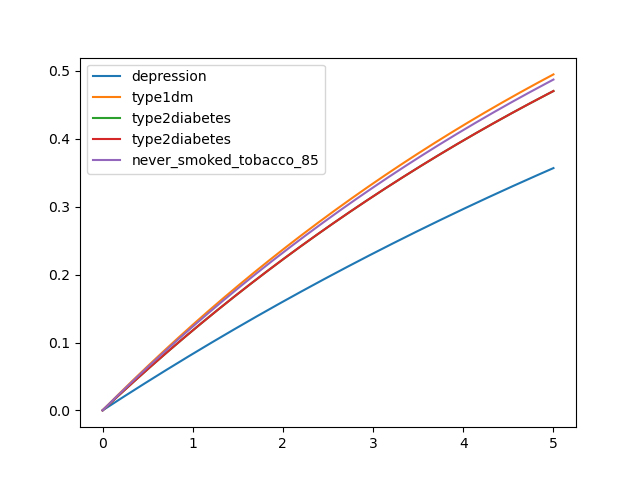 0.5
0.4
0.3
0.2
0.1
0.0
depression
type1dm
type2diabetes
type2diabetes
never_smoked_tobacco_85
0 1 2 3 4 5